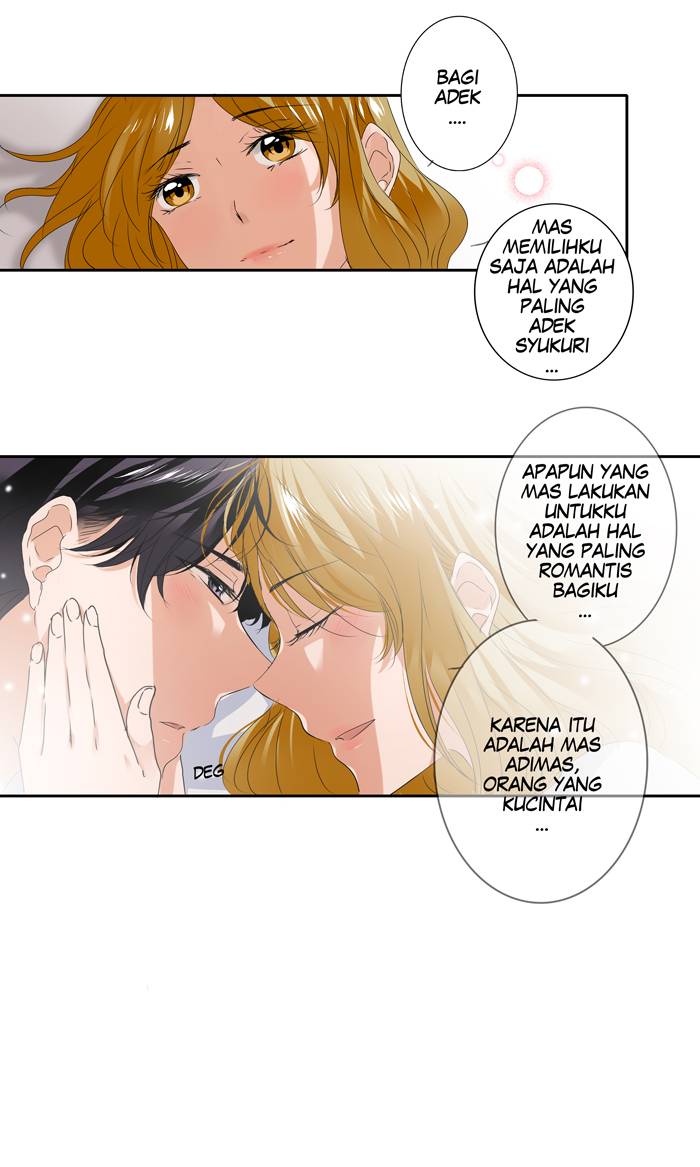 BAGI
ADEK
....
MAS
MEMILIHKU
SAJA ADALAH
HAL YANG
PALING
ADEK
SYUKURI
...
APAPUN YANG
MAS LAKUKAN
UNTUKKU
ADALAH HAL
YANG PALING
ROMANTIS
BAGIKU
...
DEG
KARENA ITU
ADALAH MAS
ADIMAS,
ORANG YANG
KUCINTAI
...